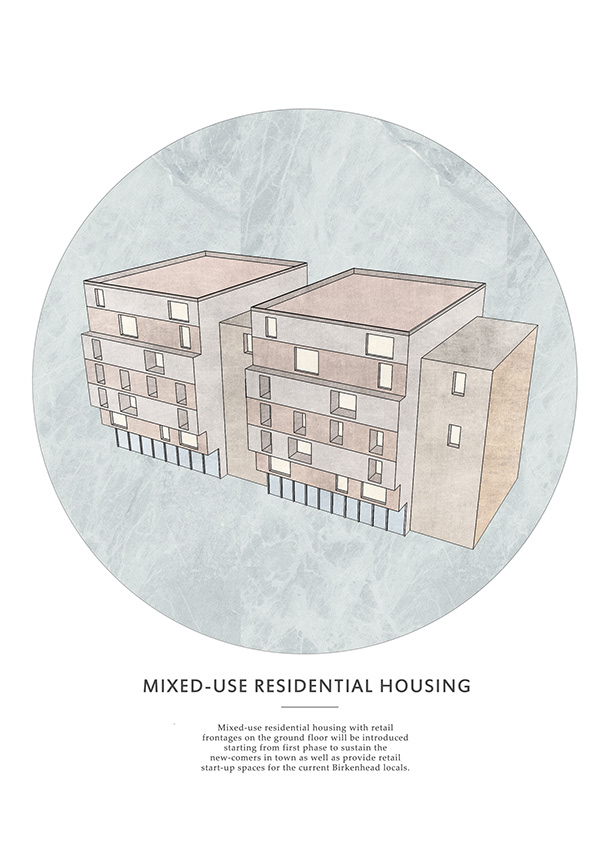 MIXED-USE RESIDENTIAL HOUSING
Mixed-use residential housing with retail
frontages on the ground floor will be introduced
starting from first phase to sustain the
new-comers in town as well as provide retail
start-up spaces for the current Birkenhead locals.